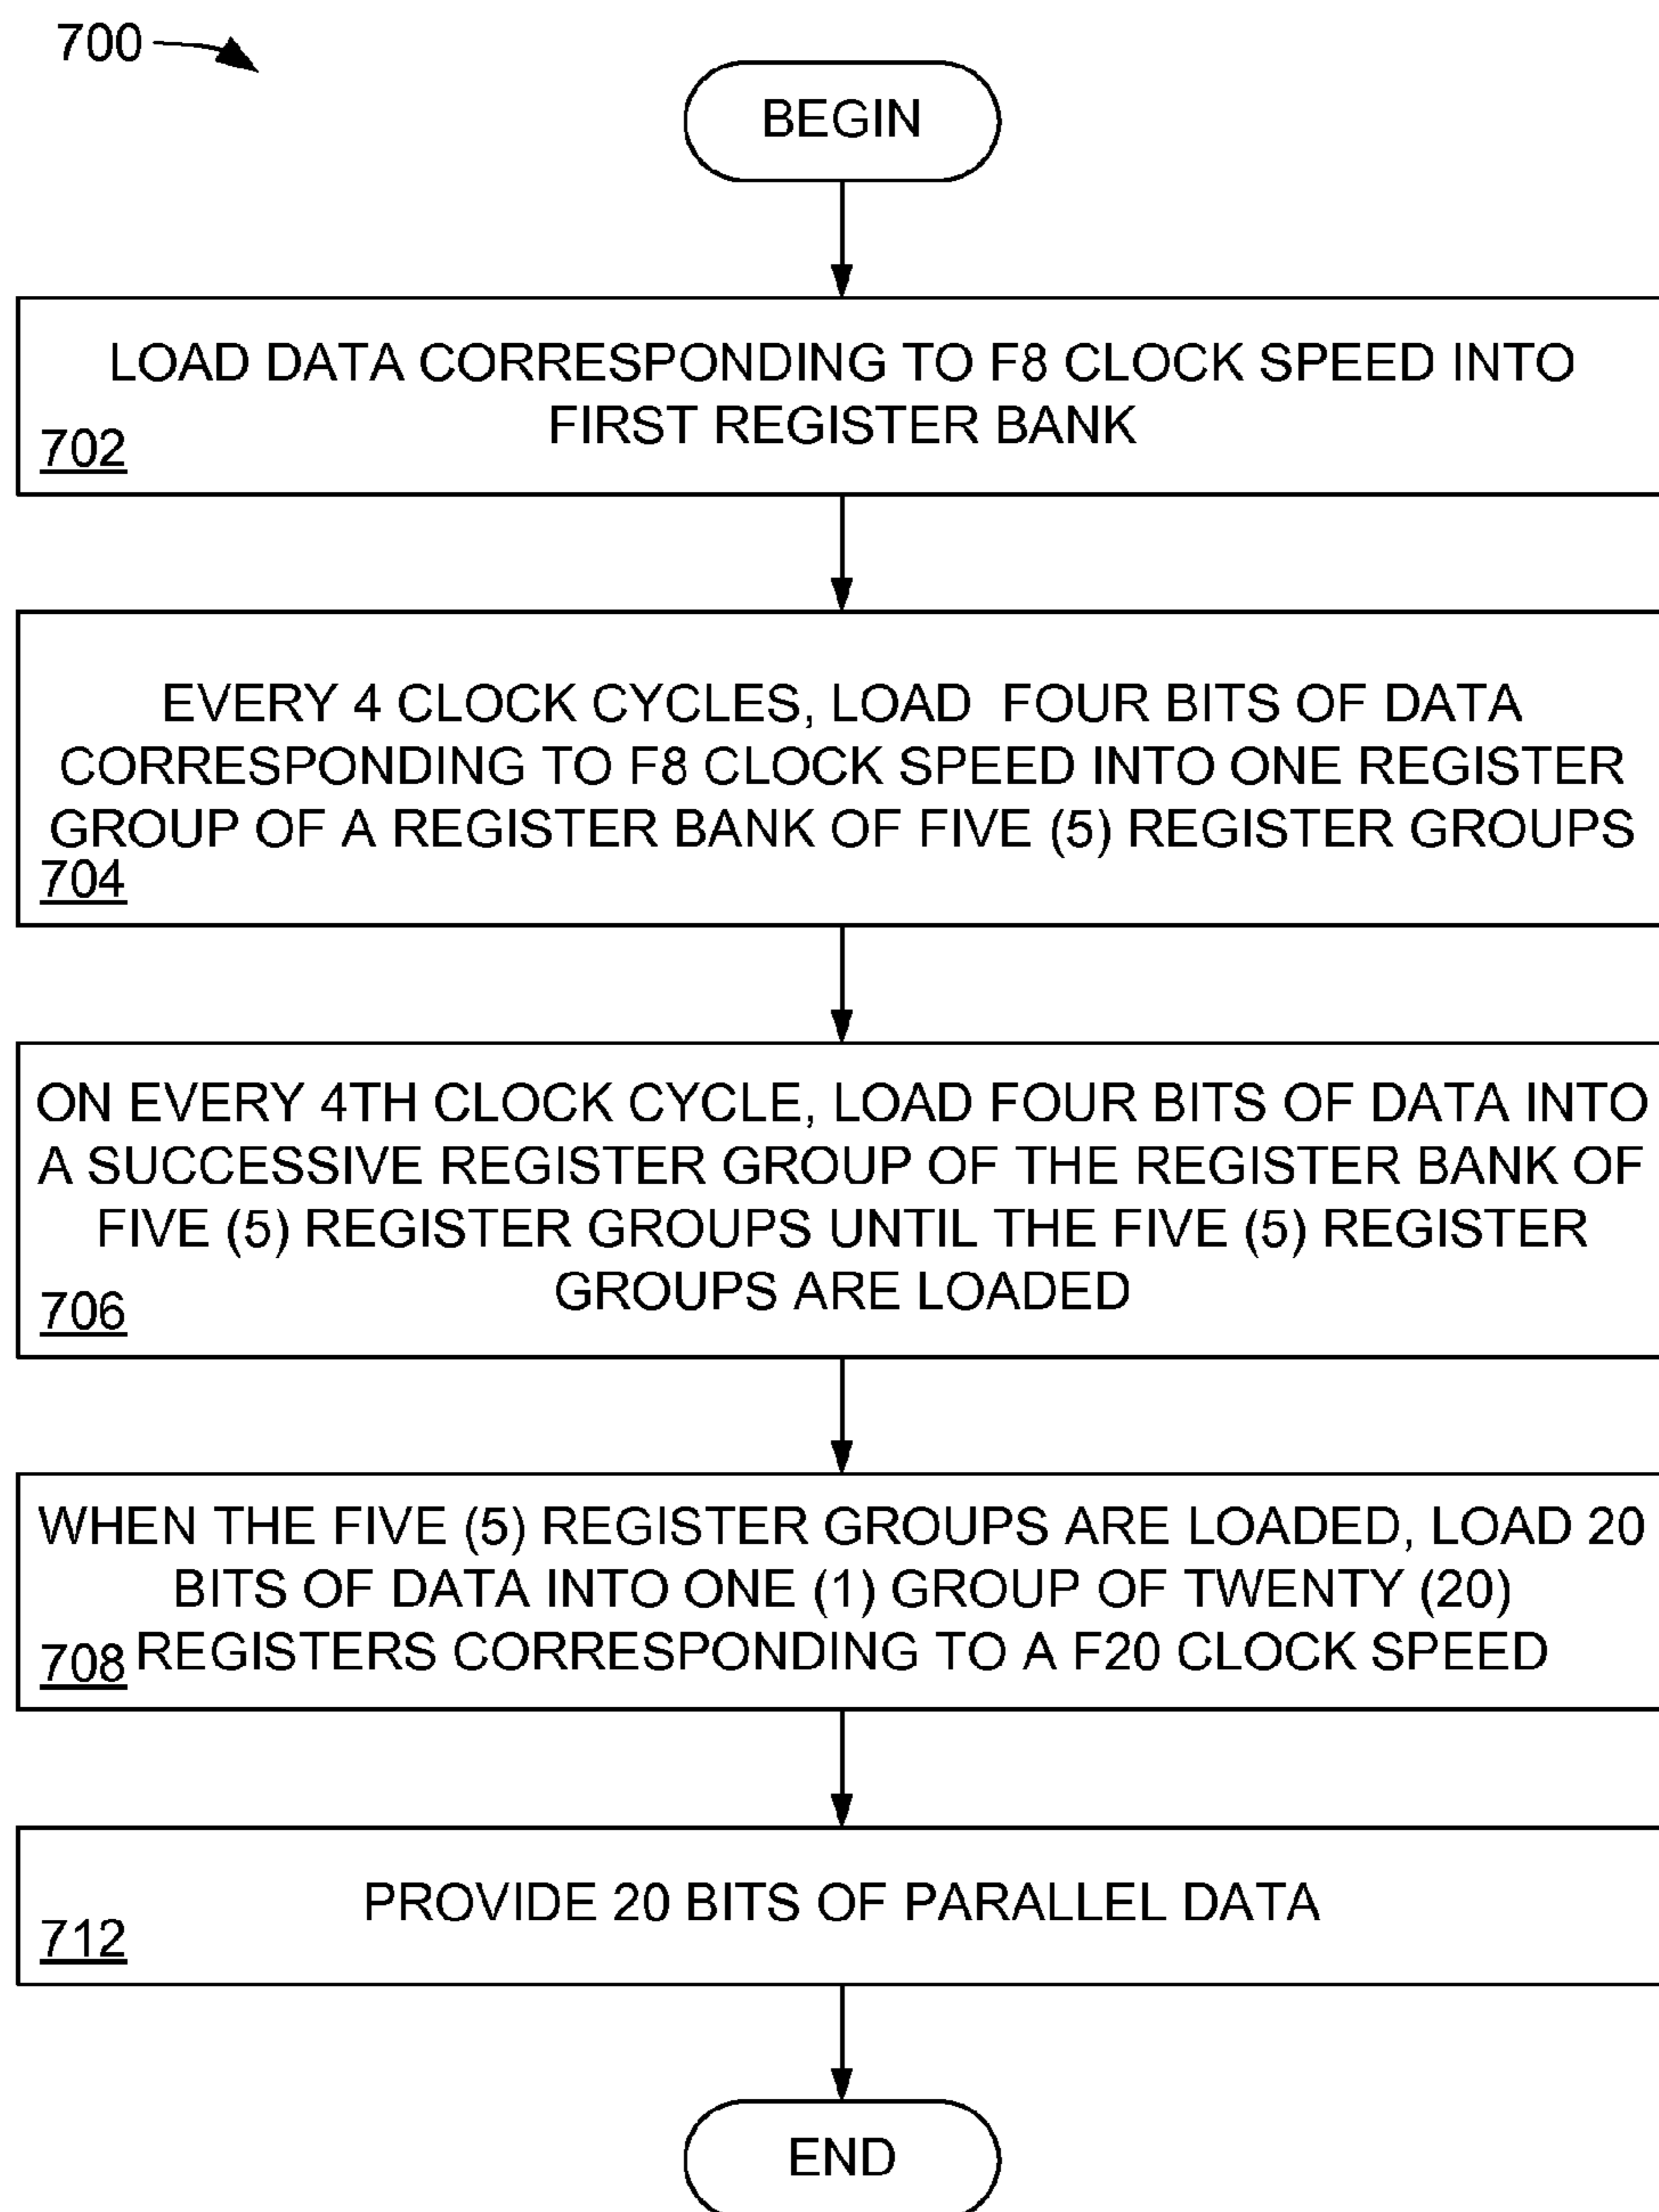 700
BEGIN
LOAD DATA CORRESPONDING TO F8 CLOCK SPEED INTO
FIRST REGISTER BANK
702
EVERY 4 CLOCK CYCLES, LOAD FOUR BITS OF DATA
CORRESPONDING TO F8 CLOCK SPEED INTO ONE REGISTER
GROUP OF A REGISTER BANK OF FIVE (5) REGISTER GROUPS
704
ON EVERY 4TH CLOCK CYCLE, LOAD FOUR BITS OF DATA INTO
A SUCCESSIVE REGISTER GROUP OF THE REGISTER BANK OF
FIVE (5) REGISTER GROUPS UNTIL THE FIVE (5) REGISTER
GROUPS ARE LOADED
706
WHEN THE FIVE (5) REGISTER GROUPS ARE LOADED, LOAD 20
BITS OF DATA INTO ONE (1) GROUP OF TWENTY (20)
REGISTERS CORRESPONDING TO A F20 CLOCK SPEED
708
PROVIDE 20 BITS OF PARALLEL DATA
712
END